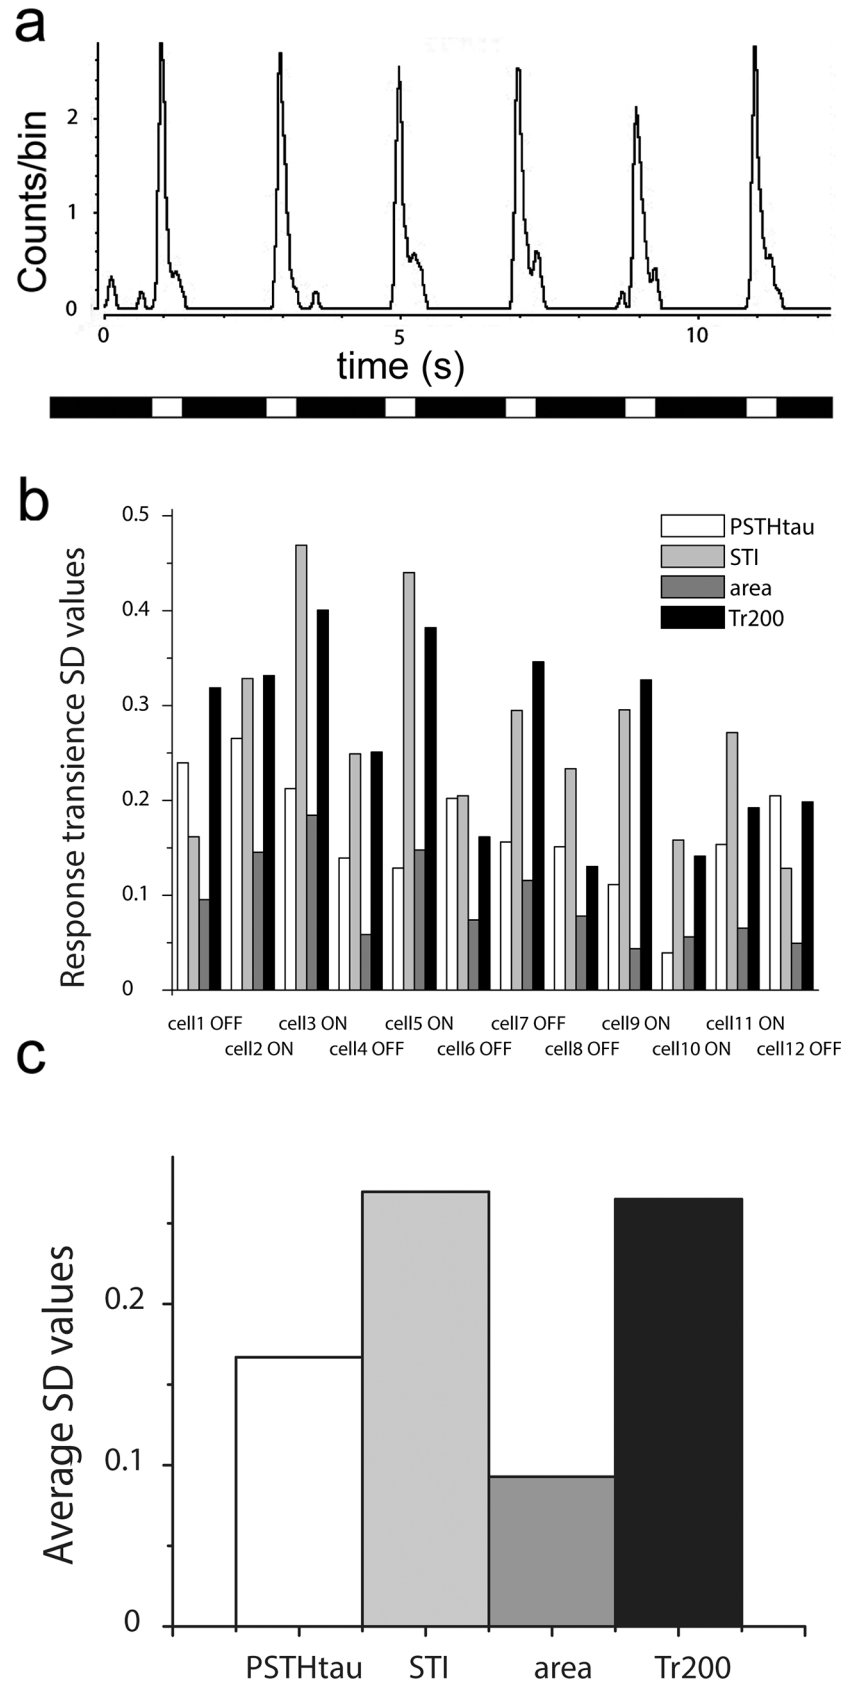 a
Counts/bin
2
1
0
0 5 10
time (s)
b
Response transience SD values
0.5
0.4
0.3
0.2
0.1
0
PSTHtau
STI
area
Tr200
cell1 OFF cell3 ON cell5 ON cell7 OFF cell9 ON cell11 ON
cell2 ON cell4 OFF cell6 OFF cell8 OFF cell10 ON cell12 OFF
c
Average SD values
0.2
0.1
0
PSTHtau STI area Tr200